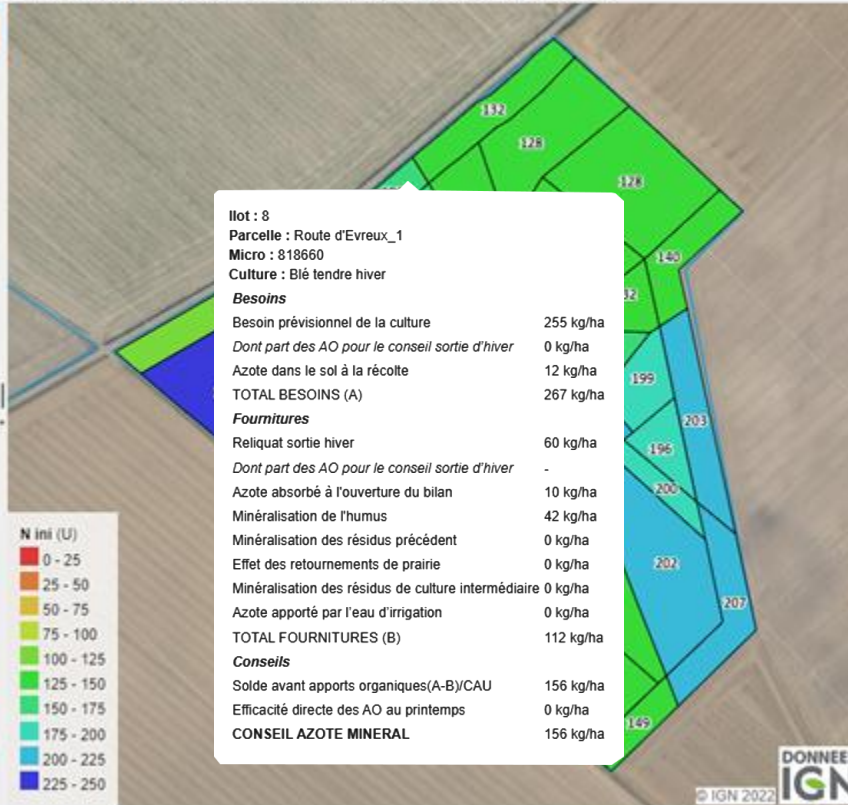 132
128
128
140
32
Ilot : 8
Parcelle : Route d'Evreux_1
Micro : 818660
Culture : Blé tendre hiver
Besoins
Besoin prévisionnel de la culture 255 kg/ha
Dont part des AO pour le conseil sortie d'hiver 0 kg/ha
Azote dans le sol à la récolte 12 kg/ha
TOTAL BESOINS (A) 267 kg/ha
Fournitures
Reliquat sortie hiver 60 kg/ha
Dont part des AO pour le conseil sortie d'hiver -
Azote absorbé à l'ouverture du bilan 10 kg/ha
Minéralisation de l'humus 42 kg/ha
Minéralisation des résidus précédent 0 kg/ha
Effet des retournements de prairie 0 kg/ha
Minéralisation des résidus de culture intermédiaire 0 kg/ha
Azote apporté par l'eau d'irrigation 0 kg/ha
TOTAL FOURNITURES (B) 112 kg/ha
Conseils
Solde avant apports organiques(A-B)/CAU 156 kg/ha
Efficacité directe des AO au printemps 0 kg/ha
CONSEIL AZOTE MINERAL 156 kg/ha
199
203
196
200
202
207
149
N ini (U)
0 - 25
25 - 50
50 - 75
75 - 100
100 - 125
125 - 150
150 - 175
175 - 200
200 - 225
225 - 250
© IGN 2022
DONNEE
IGN